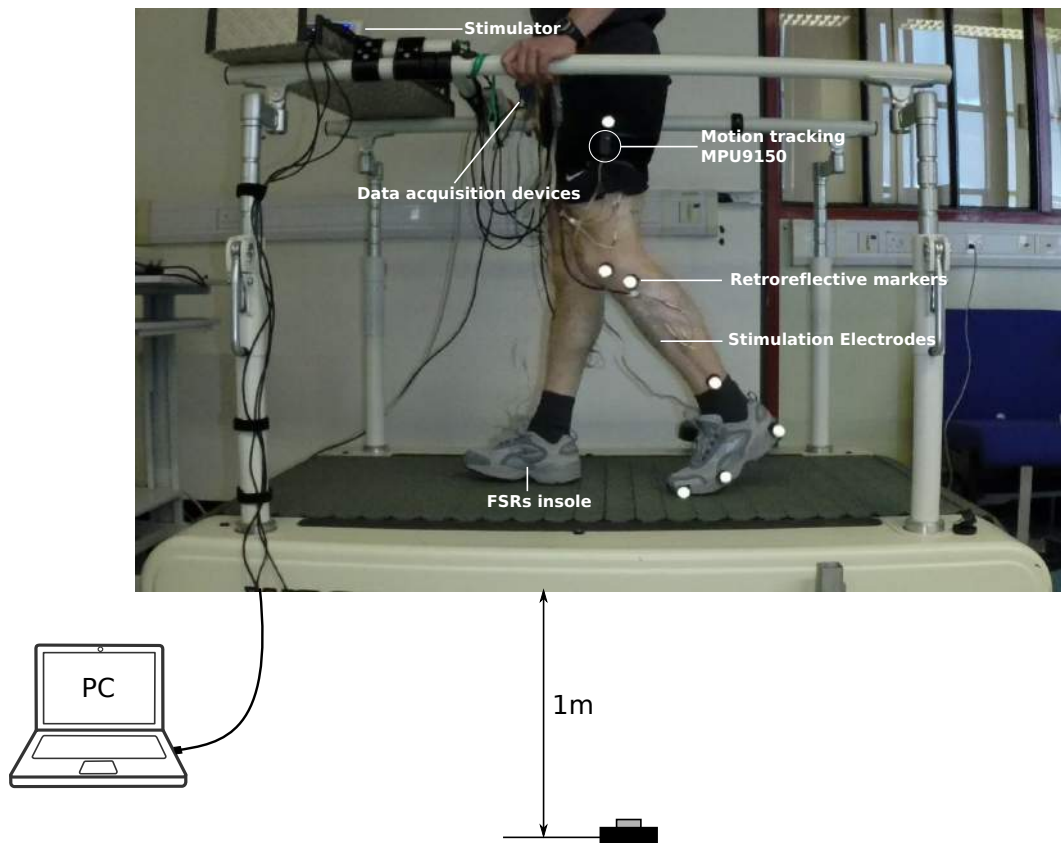 Stimulator
Motion tracking
MPU9150
Data acquisition devices
Retroreflective markers
Stimulation Electrodes
FSRs insole
PC
1m